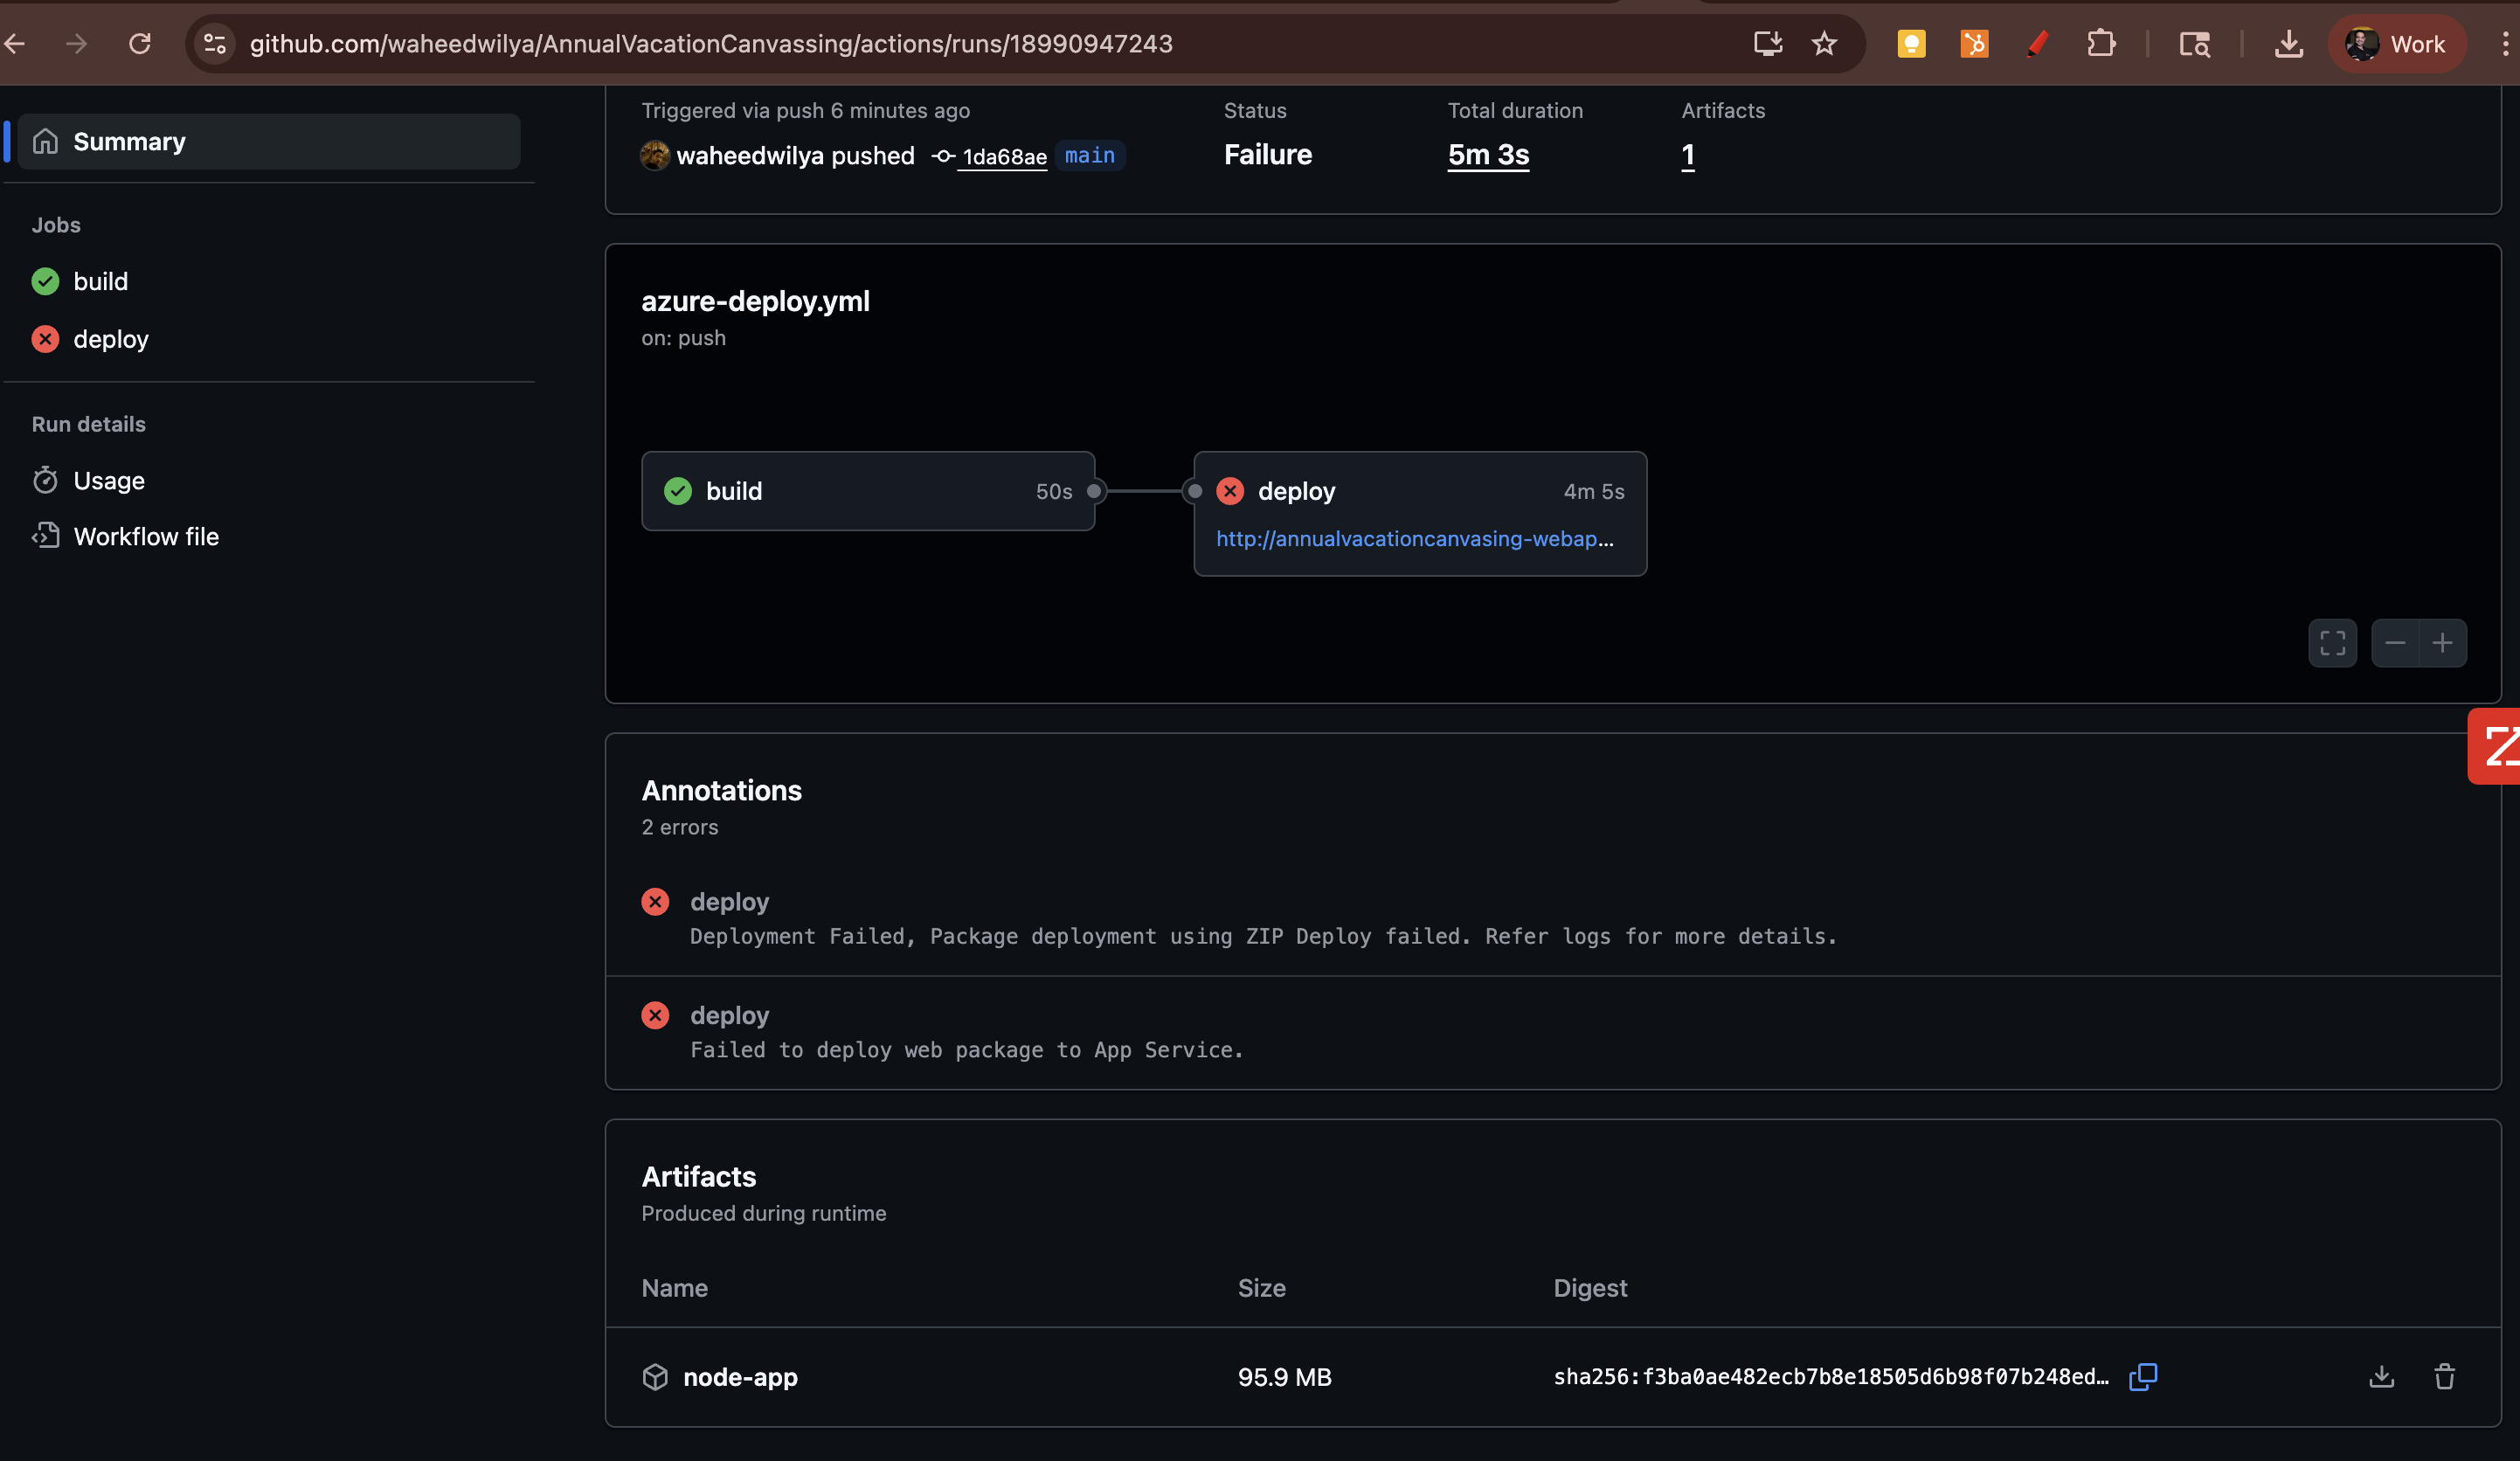 github.com/waheedwilya/AnnualVacationCanvassing/actions/runs/18990947243
Work
Summary
Jobs
build
deploy
Run details
Usage
Workflow file
Triggered via push 6 minutes ago
waheedwilya pushed 1da68ae main
Status
Failure
Total duration
5m 3s
Artifacts
1
azure-deploy.yml
on: push
build 50s
deploy 4m 5s
http://annualvacationcanvasing-webap...
Annotations
2 errors
deploy
Deployment Failed, Package deployment using ZIP Deploy failed. Refer logs for more details.
deploy
Failed to deploy web package to App Service.
Artifacts
Produced during runtime
Name Size Digest
node-app 95.9 MB sha256:f3ba0ae482ecb7b8e18505d6b98f07b248ed…